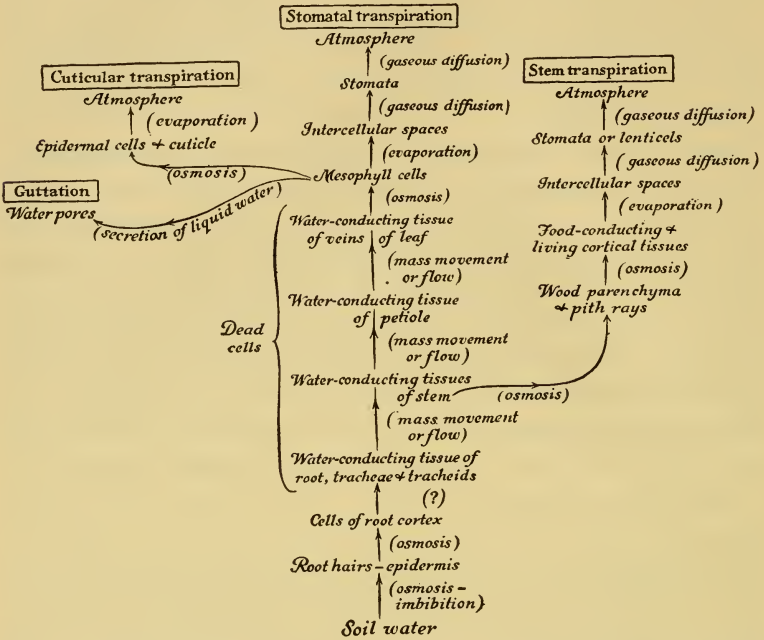 Stomatal transpiration
Atmosphere
(gaseous diffusion)
Stomata
(gaseous diffusion)
Intercellular spaces
(evaporation)
Mesophyll cells
(osmosis)
Water-conducting tissue
of veins of leaf
(mass movement
or flow)
Water-conducting tissue
of petiole
(mass movement
or flow)
Water-conducting tissues
of stem
(mass movement
or flow)
Water-conducting tissue of
root, tracheae & tracheids
(?)
Cells of root cortex
(osmosis)
Root hairs – epidermis
(osmosis –
imbibition)
Soil water
Cuticular transpiration
Atmosphere
(evaporation)
Epidermal cells & cuticle
(osmosis)
Guttation
Water pores
(secretion of liquid water)
Dead
cells
Stem transpiration
Atmosphere
(gaseous diffusion)
Stomata or lenticels
(gaseous diffusion)
Intercellular spaces
(evaporation)
Food-conducting &
living cortical tissues
(osmosis)
Wood parenchyma
& pith rays
(osmosis)